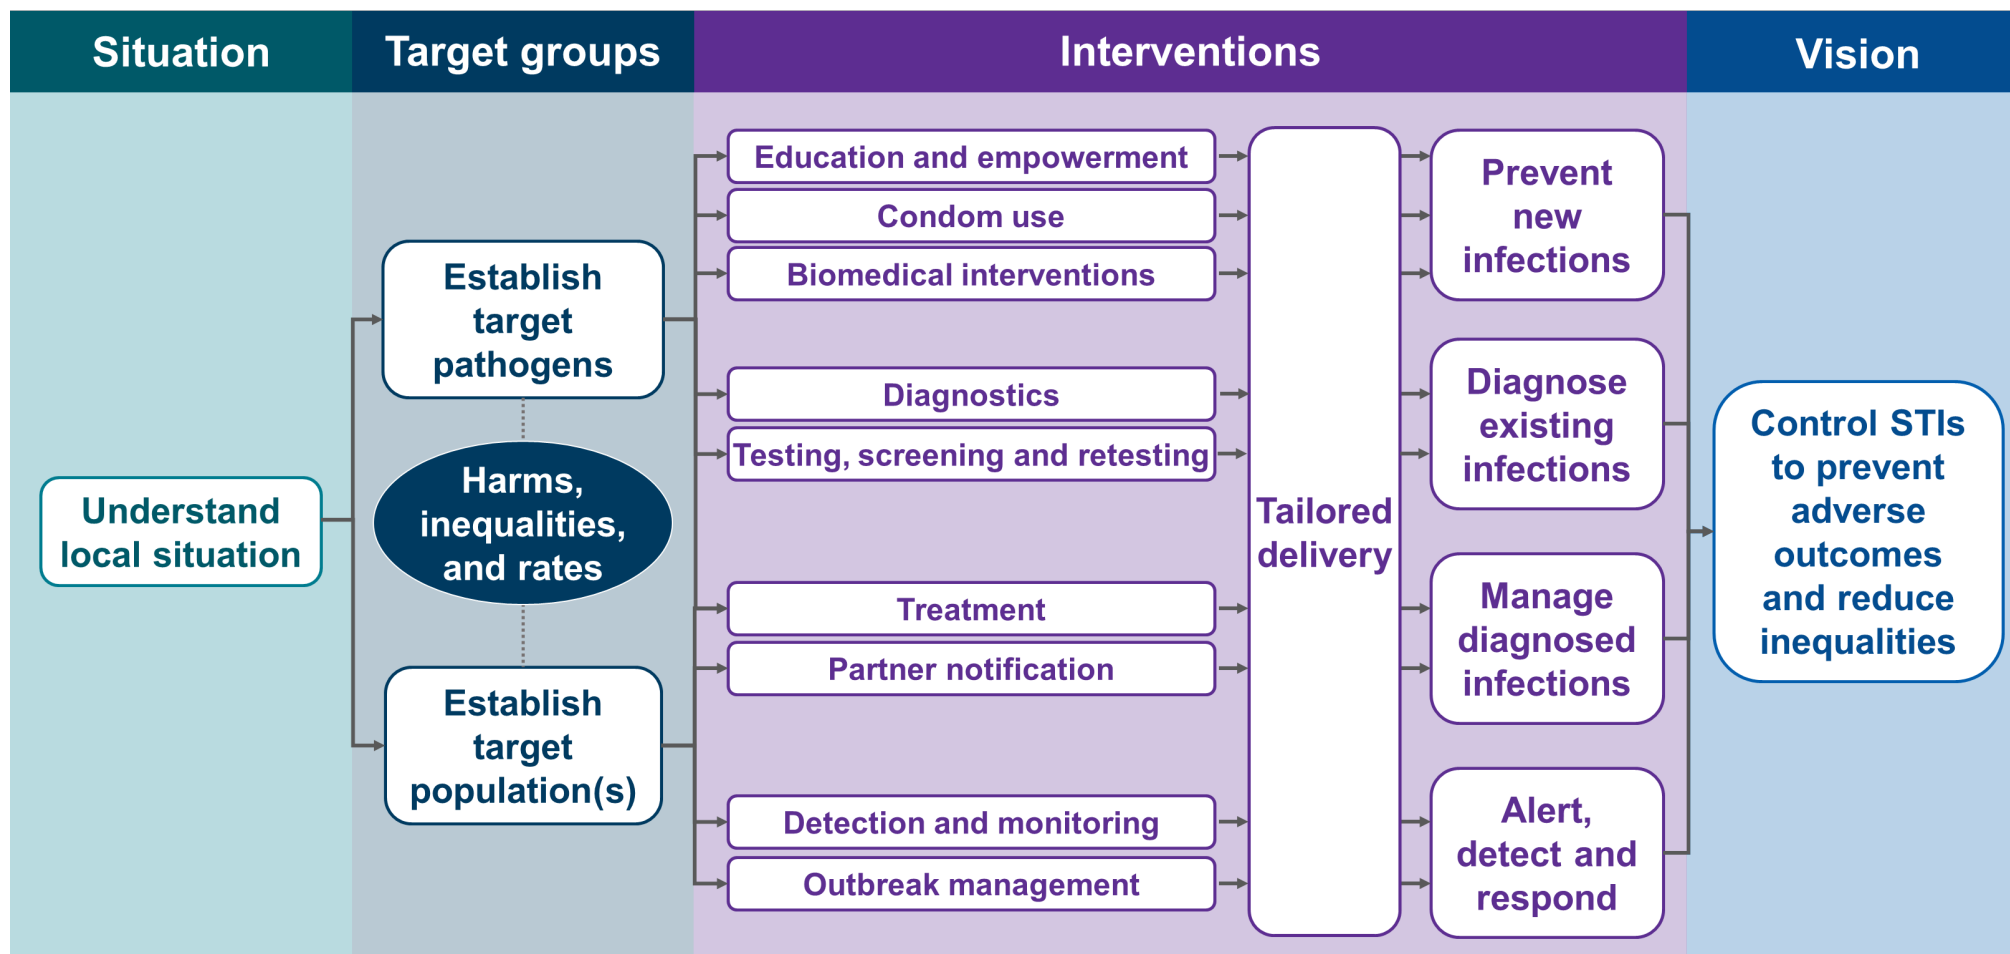 Situation
Target groups
Interventions
Vision
Understand
local situation
Establish
target
pathogens
Harms,
inequalities,
and rates
Establish
target
population(s)
Education and empowerment
Condom use
Biomedical interventions
Diagnostics
Testing, screening and retesting
Treatment
Partner notification
Detection and monitoring
Outbreak management
Tailored
delivery
Prevent
new
infections
Diagnose
existing
infections
Manage
diagnosed
infections
Alert,
detect and
respond
Control STIs
to prevent
adverse
outcomes
and reduce
inequalities